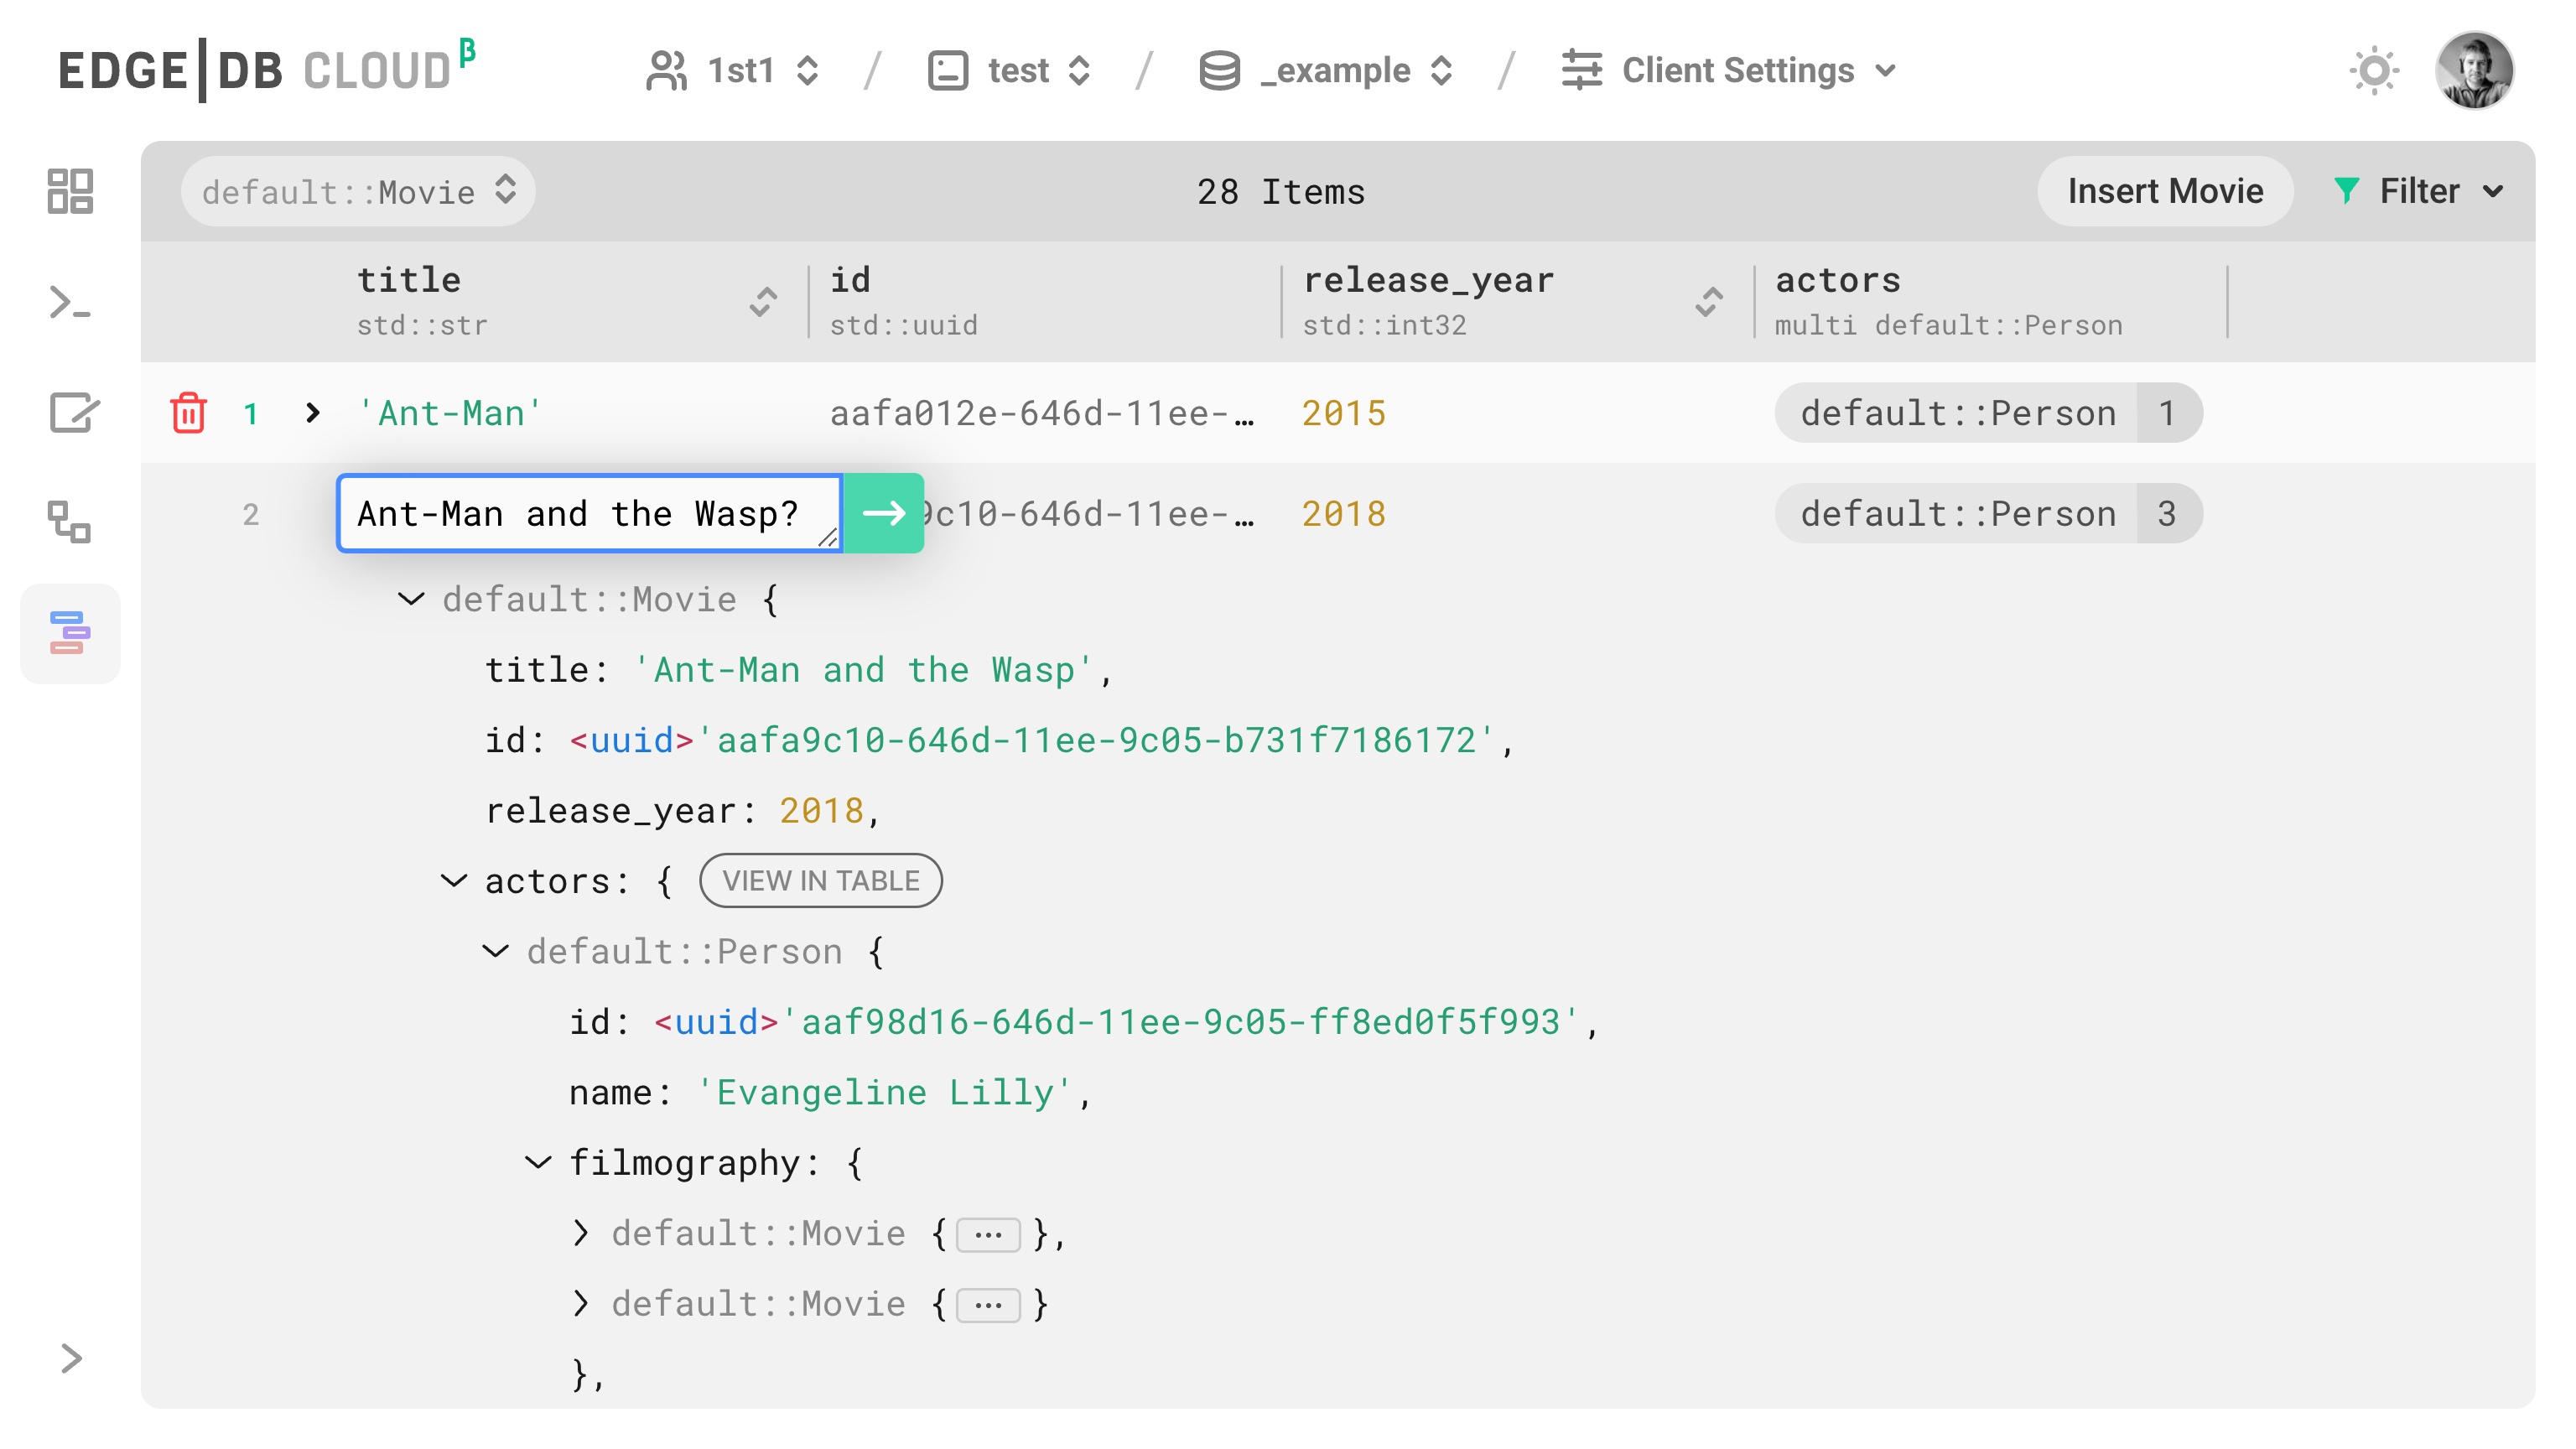 EDGE|DB CLOUD β
1st1 / test / _example / Client Settings
default::Movie 28 Items Insert Movie Filter
title id release_year actors
std::str std::uuid std::int32 multi default::Person
1 'Ant-Man' aafa012e-646d-11ee-… 2015 default::Person 1
2 Ant-Man and the Wasp? 9c10-646d-11ee-… 2018 default::Person 3
default::Movie {
title: 'Ant-Man and the Wasp',
id: <uuid>'aafa9c10-646d-11ee-9c05-b731f7186172',
release_year: 2018,
actors: { VIEW IN TABLE
default::Person {
id: <uuid>'aaf98d16-646d-11ee-9c05-ff8ed0f5f993',
name: 'Evangeline Lilly',
filmography: {
default::Movie { ··· },
default::Movie { ··· }
},